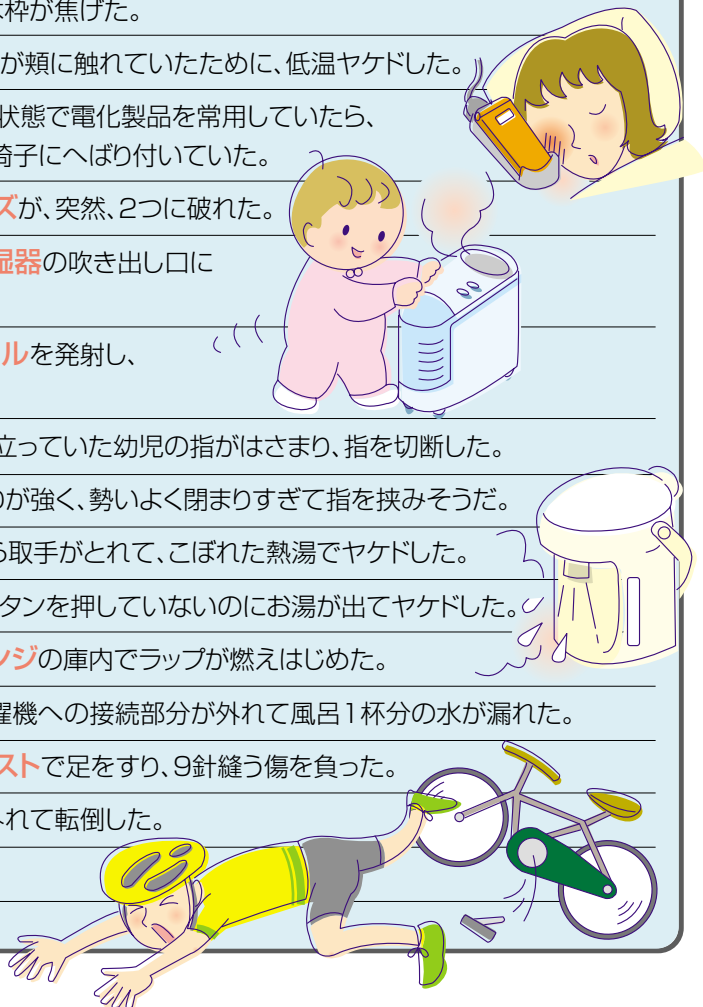 枠が焦げた。
が頬に触れていたために、低温ヤケドした。
状態で電化製品を常用していたら、
椅子にへばり付いていた。
ズが、突然、2つに破れた。
湿器の吹き出し口に
ルを発射し、
立っていた幼児の指がはさまり、指を切断した。
が強く、勢いよく閉まりすぎて指を挟みそうだ。
取手がとれて、こぼれた熱湯でヤケドした。
タンを押していないのにお湯が出てヤケドした。
ンジの庫内でラップが燃えはじめた。
濯機への接続部分が外れて風呂1杯分の水が漏れた。
ストで足をすり、9針縫う傷を負った。
れて転倒した。